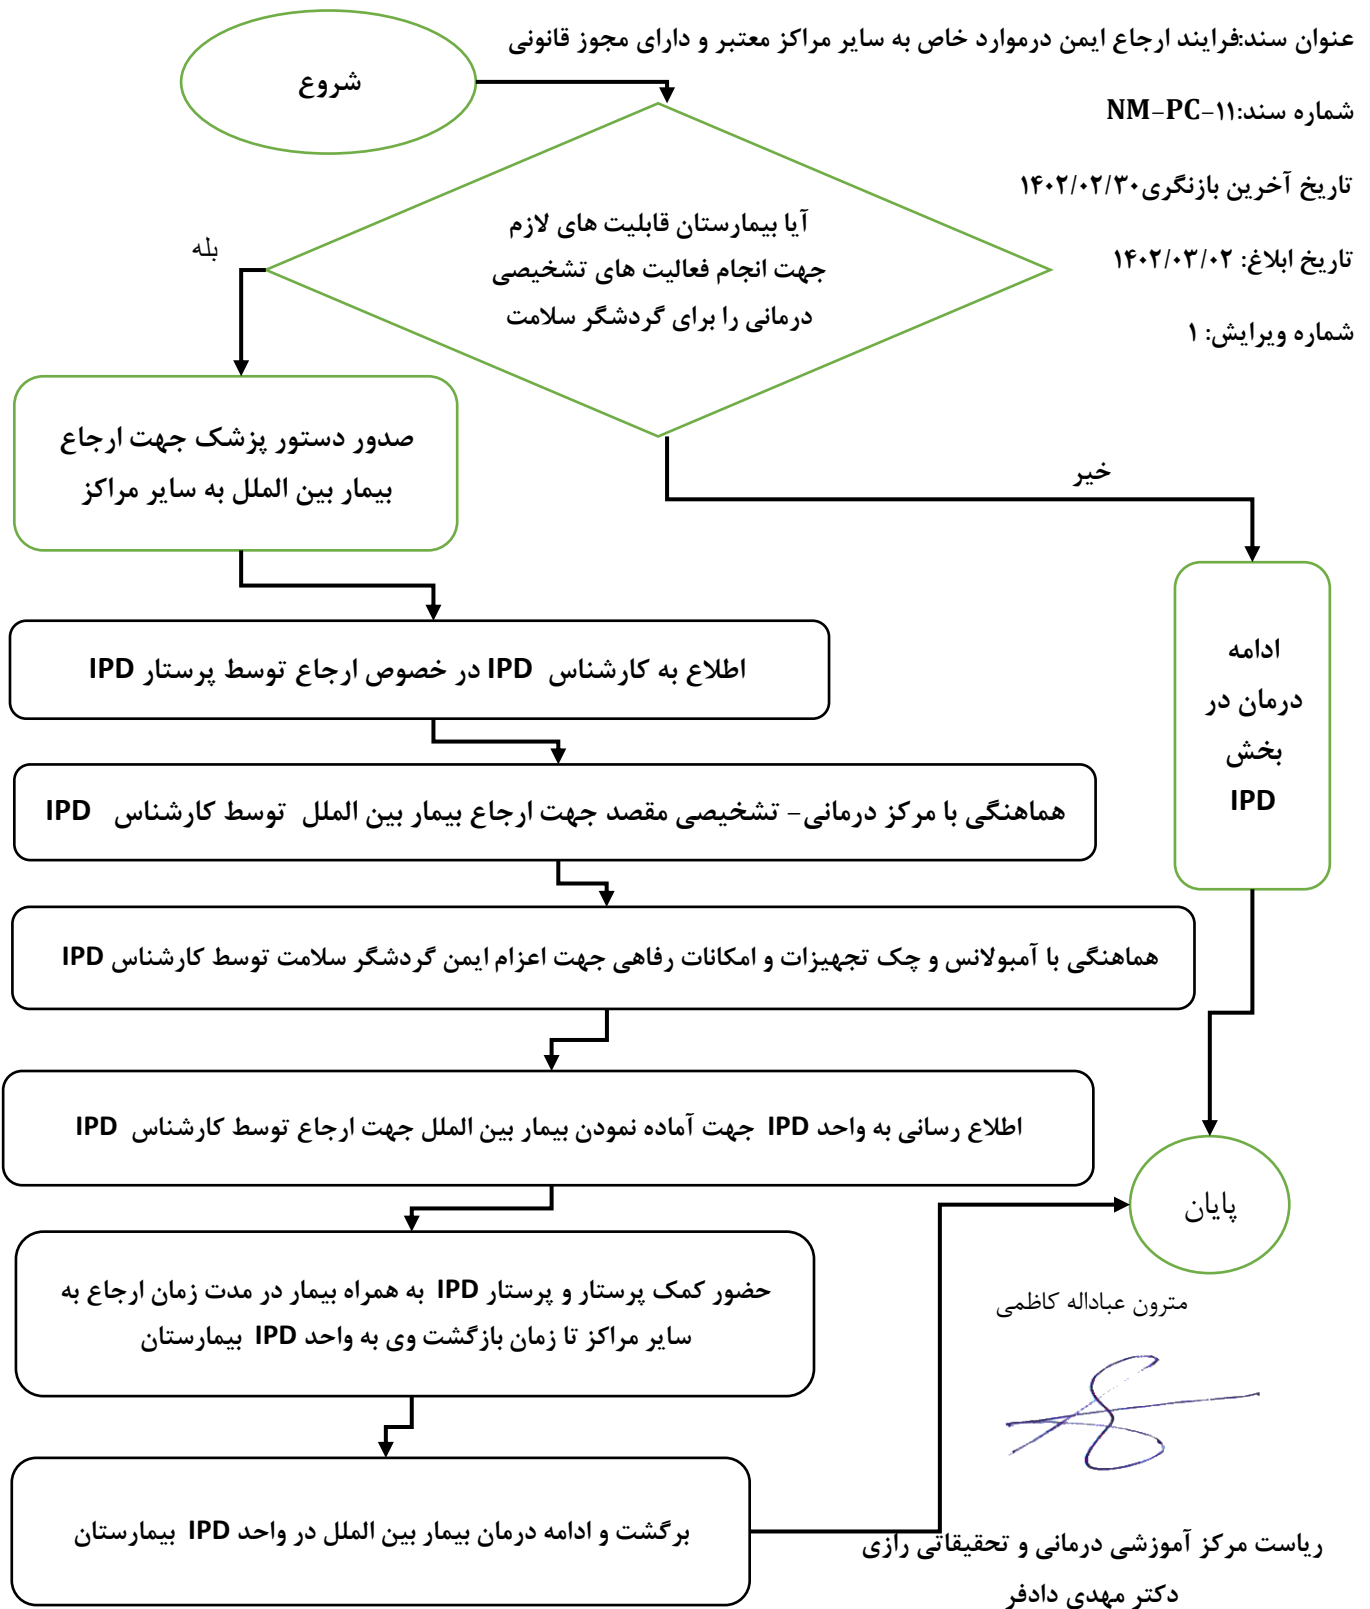 عنوان سند:فرایند ارجاع ایمن درموارد خاص به سایر مراکز معتبر و دارای مجوز قانونی
شماره سند:NM-PC-۱۱
تاریخ آخرین بازنگری۱۴۰۲/۰۲/۳۰
تاریخ ابلاغ: ۱۴۰۲/۰۳/۰۲
شماره ویرایش: ۱
شروع
آیا بیمارستان قابلیت های لازم
جهت انجام فعالیت های تشخیصی
درمانی را برای گردشگر سلامت
بله
خیر
صدور دستور پزشک جهت ارجاع
بیمار بین الملل به سایر مراکز
ادامه
درمان در
بخش
IPD
اطلاع به کارشناس IPD در خصوص ارجاع توسط پرستار IPD
هماهنگی با مرکز درمانی- تشخیصی مقصد جهت ارجاع بیمار بین الملل توسط کارشناس IPD
هماهنگی با آمبولانس و چک تجهیزات و امکانات رفاهی جهت اعزام ایمن گردشگر سلامت توسط کارشناس IPD
اطلاع رسانی به واحد IPD جهت آماده نمودن بیمار بین الملل جهت ارجاع توسط کارشناس IPD
حضور کمک پرستار و پرستار IPD به همراه بیمار در مدت زمان ارجاع به
سایر مراکز تا زمان بازگشت وی به واحد IPD بیمارستان
برگشت و ادامه درمان بیمار بین الملل در واحد IPD بیمارستان
پایان
مترون عباداله کاظمی
ریاست مرکز آموزشی درمانی و تحقیقاتی رازی
دکتر مهدی دادفر